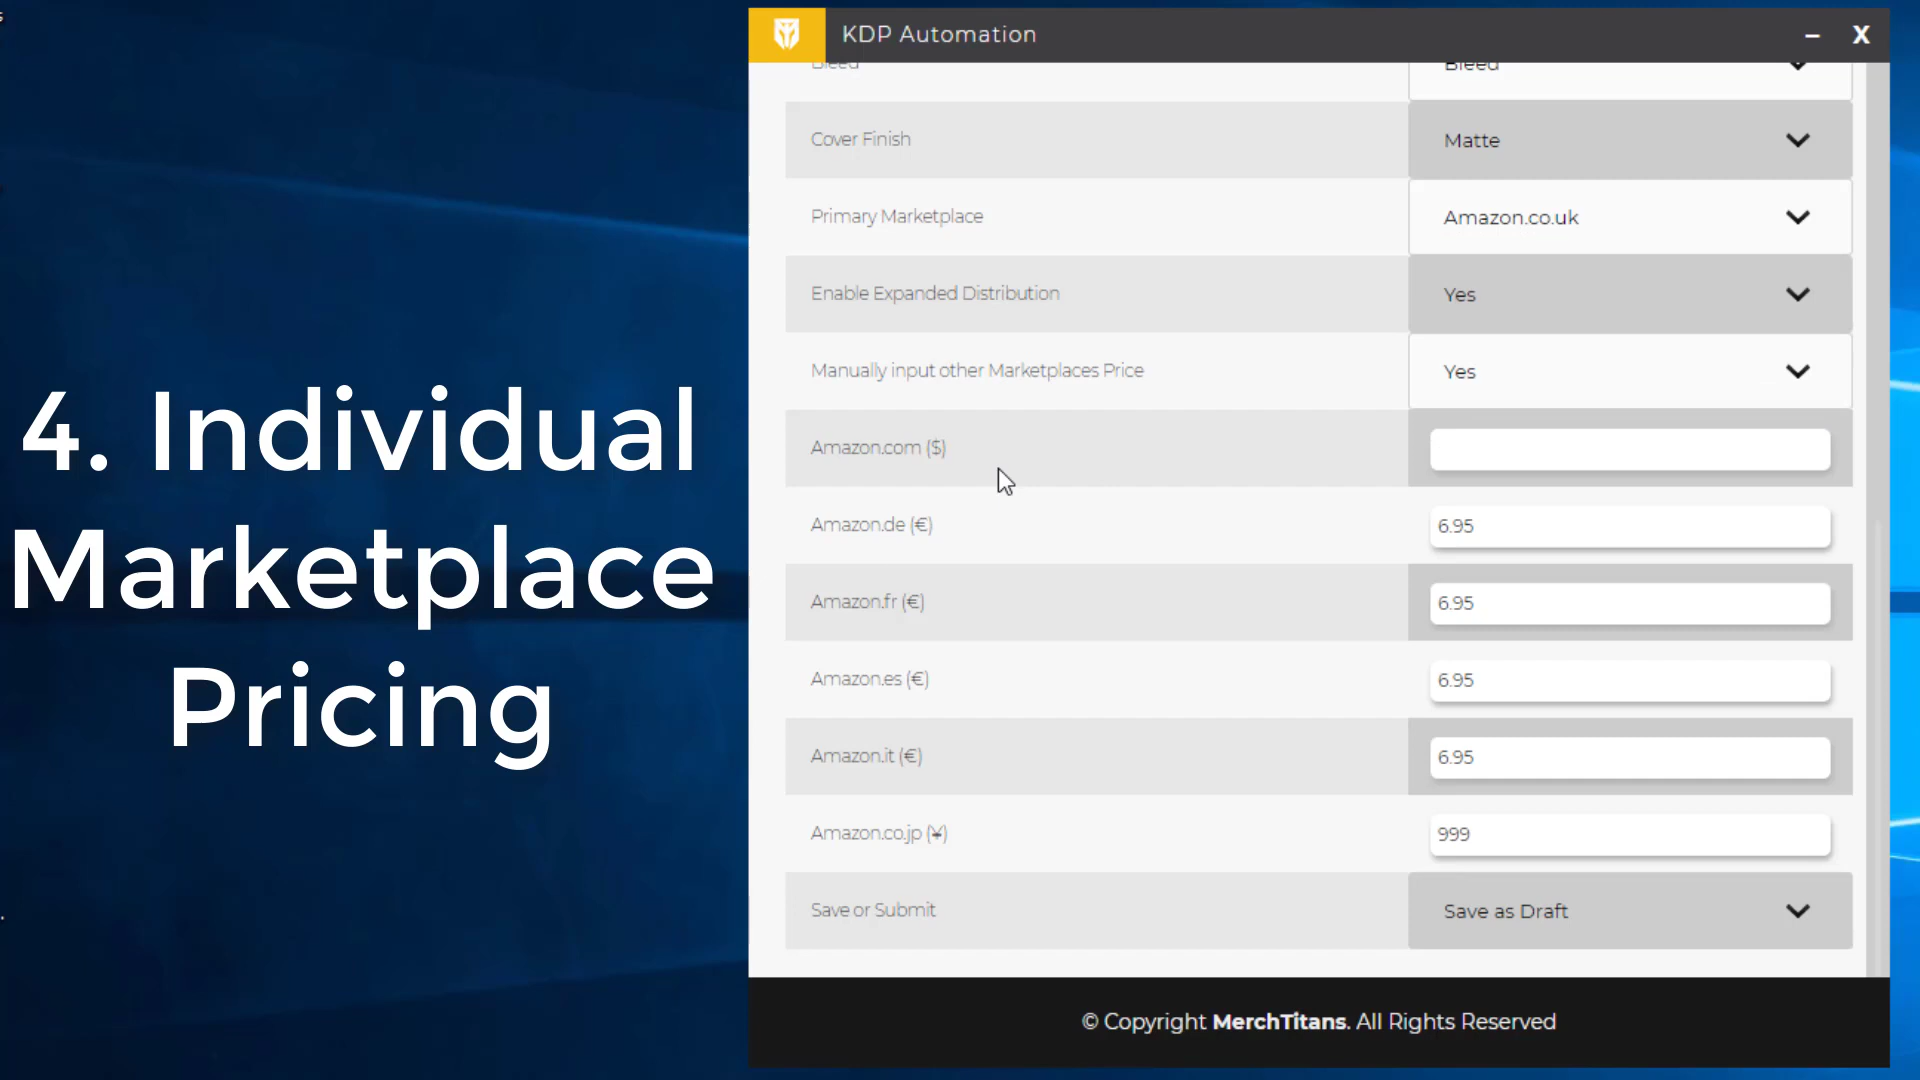 KDP Automation
– X
Bleed Bleed
Cover Finish Matte
Primary Marketplace Amazon.co.uk
Enable Expanded Distribution Yes
Manually input other Marketplaces Price Yes
4. Individual
Marketplace
Pricing
Amazon.com ($)
Amazon.de (€) 6.95
Amazon.fr (€) 6.95
Amazon.es (€) 6.95
Amazon.it (€) 6.95
Amazon.co.jp (¥) 999
Save or Submit Save as Draft
© Copyright MerchTitans. All Rights Reserved